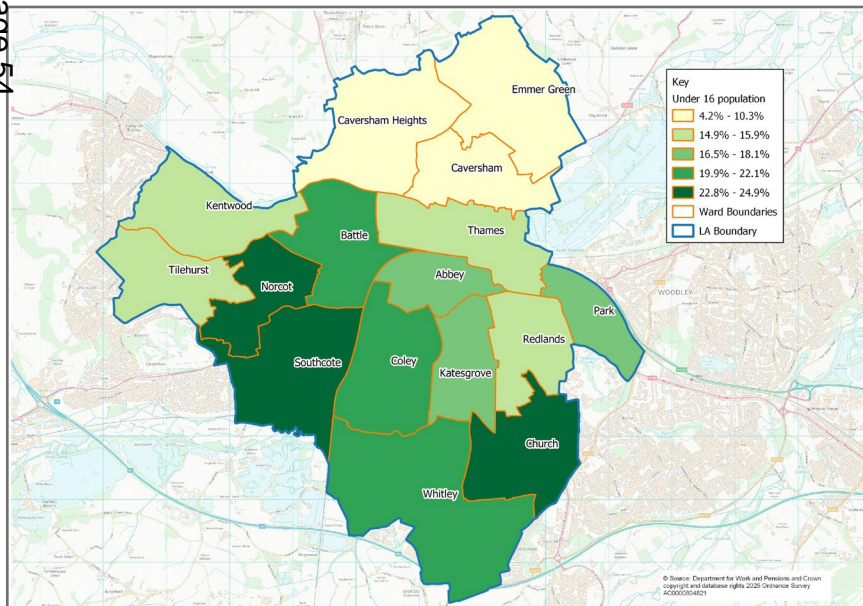 age 54
Emmer Green
Caversham Heights
Caversham
Kentwood
Battle
Thames
Tilehurst
Norcot
Abbey
Park
Redlands
Southcote
Coley
Katesgrove
Church
Whitley
WOODLEY
Key
Under 16 population
4.2% - 10.3%
14.9% - 15.9%
16.5% - 18.1%
19.9% - 22.1%
22.8% - 24.9%
Ward Boundaries
LA Boundary
© Source: Department for Work and Pensions and Crown
copyright and database rights 2025 Ordnance Survey
AC0000804821